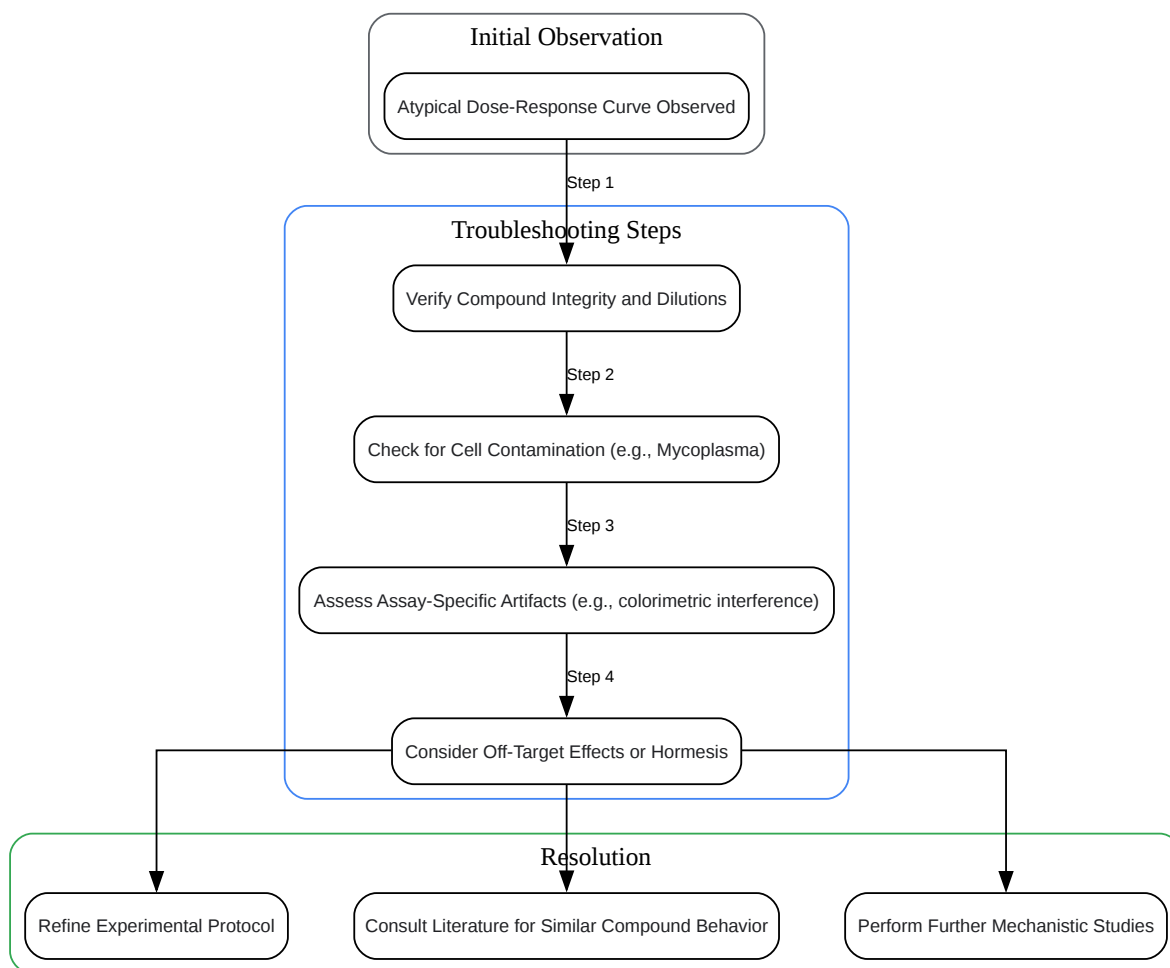 Initial Observation
Atypical Dose-Response Curve Observed
Step 1
Troubleshooting Steps
Verify Compound Integrity and Dilutions
Step 2
Check for Cell Contamination (e.g., Mycoplasma)
Step 3
Assess Assay-Specific Artifacts (e.g., colorimetric interference)
Step 4
Consider Off-Target Effects or Hormesis
Resolution
Refine Experimental Protocol
Consult Literature for Similar Compound Behavior
Perform Further Mechanistic Studies